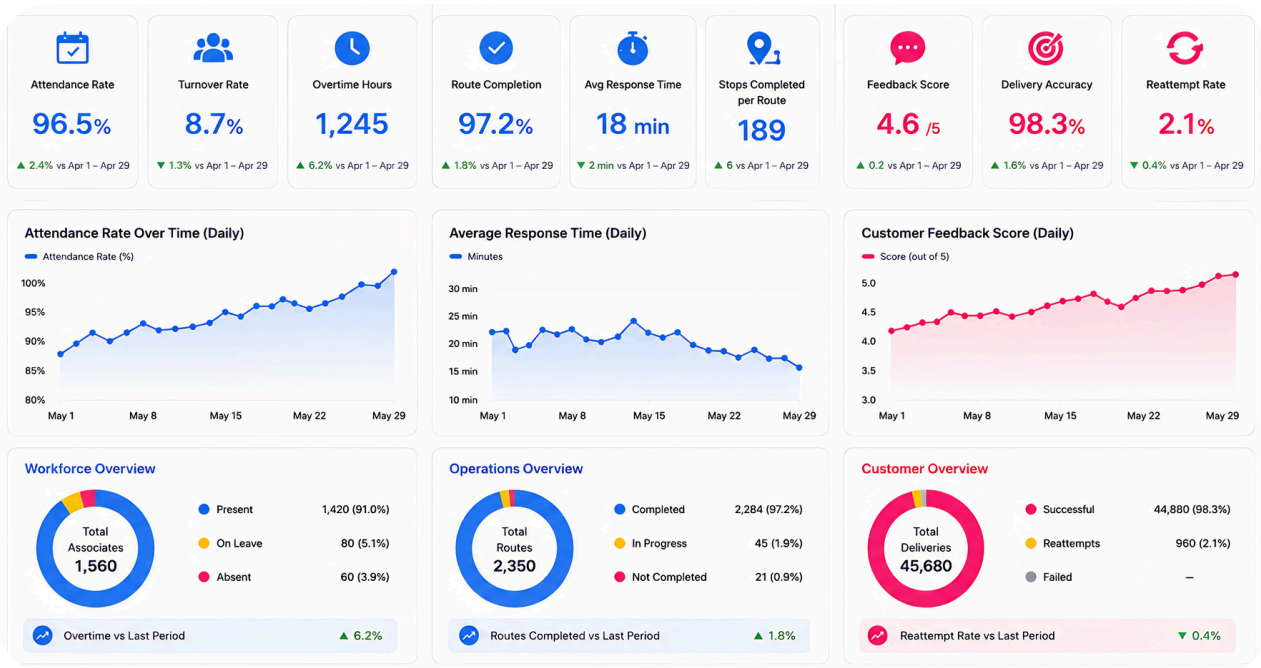 Attendance Rate
96.5%
▲ 2.4% vs Apr 1 – Apr 29
Turnover Rate
8.7%
▼ 1.3% vs Apr 1 – Apr 29
Overtime Hours
1,245
▲ 6.2% vs Apr 1 – Apr 29
Route Completion
97.2%
▲ 1.8% vs Apr 1 – Apr 29
Avg Response Time
18 min
▼ 2 min vs Apr 1 – Apr 29
Stops Completed
per Route
189
▲ 6 vs Apr 1 – Apr 29
Feedback Score
4.6 /5
▲ 0.2 vs Apr 1 – Apr 29
Delivery Accuracy
98.3%
▲ 1.6% vs Apr 1 – Apr 29
Reattempt Rate
2.1%
▼ 0.4% vs Apr 1 – Apr 29
Attendance Rate Over Time (Daily)
Attendance Rate (%)
100%
95%
90%
85%
80%
May 1 May 8 May 15 May 22 May 29
Average Response Time (Daily)
Minutes
30 min
25 min
20 min
15 min
10 min
May 1 May 8 May 15 May 22 May 29
Customer Feedback Score (Daily)
Score (out of 5)
5.0
4.5
4.0
3.5
3.0
May 1 May 8 May 15 May 22 May 29
Workforce Overview
Total
Associates
1,560
Present 1,420 (91.0%)
On Leave 80 (5.1%)
Absent 60 (3.9%)
Overtime vs Last Period ▲ 6.2%
Operations Overview
Total
Routes
2,350
Completed 2,284 (97.2%)
In Progress 45 (1.9%)
Not Completed 21 (0.9%)
Routes Completed vs Last Period ▲ 1.8%
Customer Overview
Total
Deliveries
45,680
Successful 44,880 (98.3%)
Reattempts 960 (2.1%)
Failed –
Reattempt Rate vs Last Period ▼ 0.4%